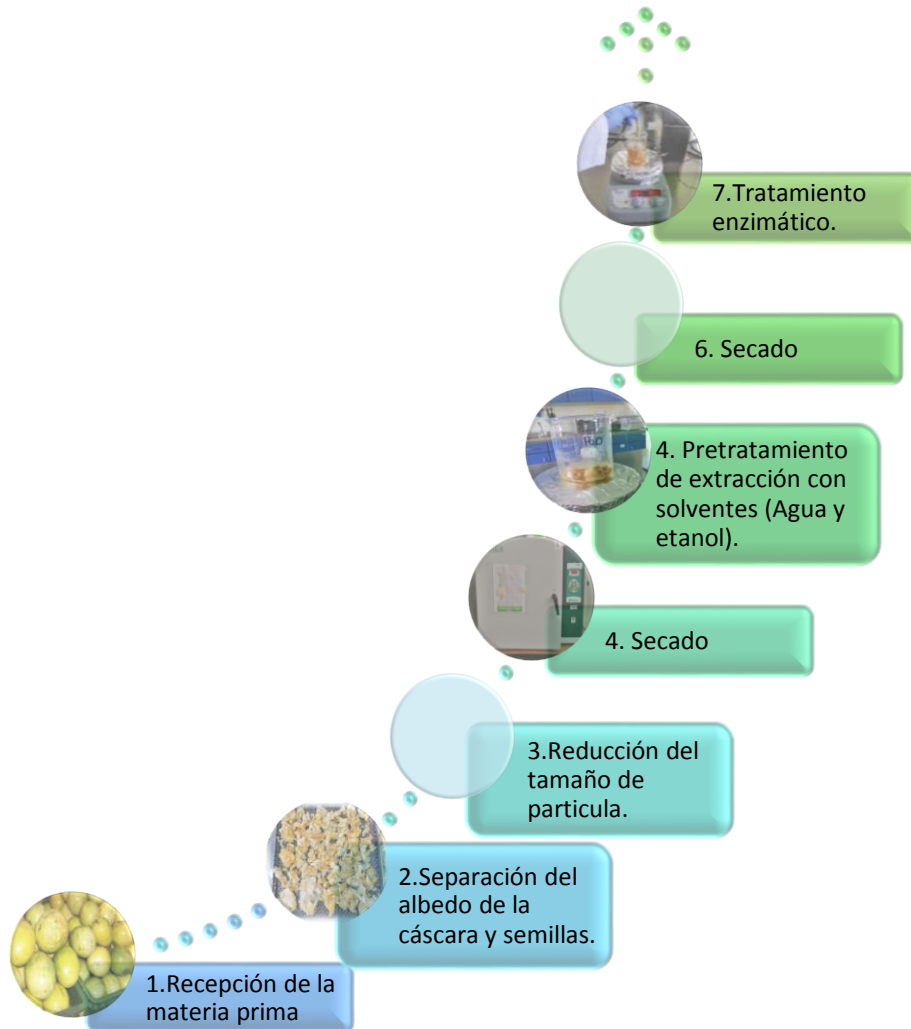 7.Tratamiento
enzimático.
6. Secado
H2O
4. Pretratamiento
de extracción con
solventes (Agua y
etanol).
4. Secado
3.Reducción del
tamaño de
particula.
2.Separación del
albedo de la
cáscara y semillas.
1.Recepción de la
materia prima